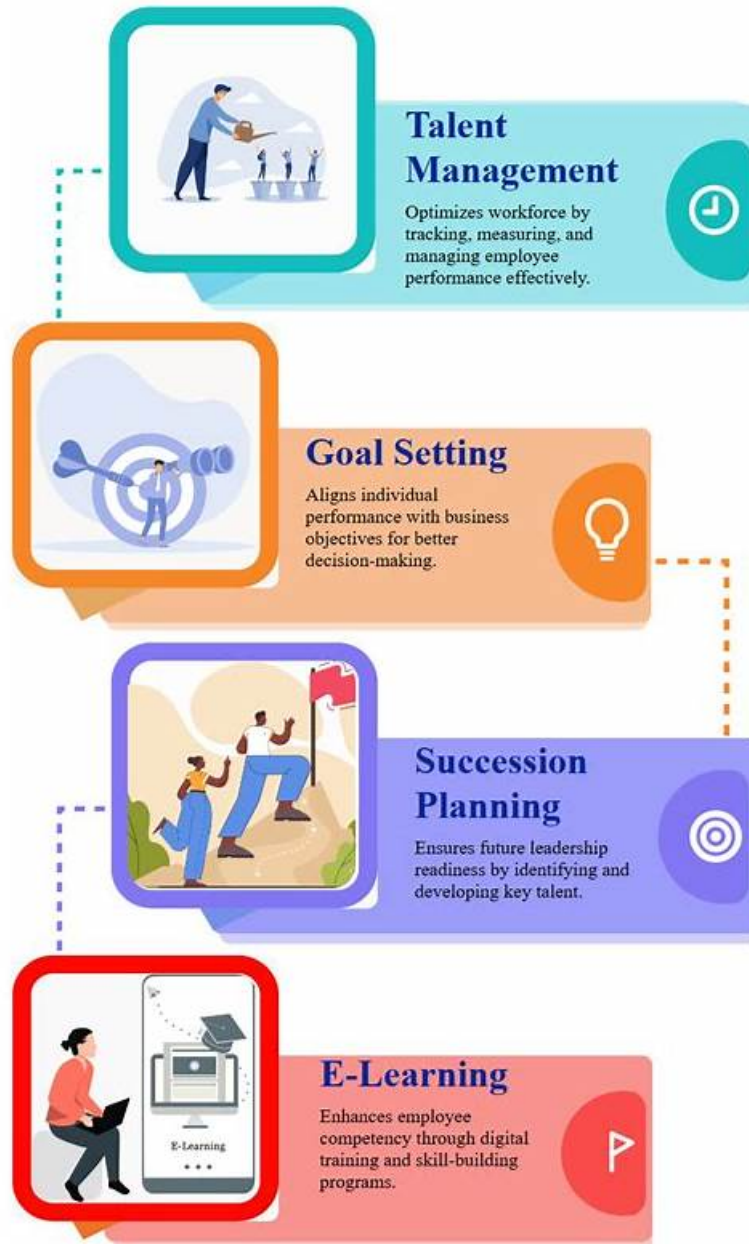 Talent
Management
Optimizes workforce by
tracking, measuring, and
managing employee
performance effectively.
Goal Setting
Aligns individual
performance with business
objectives for better
decision-making.
Succession
Planning
Ensures future leadership
readiness by identifying and
developing key talent.
E-Learning
E-Learning
Enhances employee
competency through digital
training and skill-building
programs.